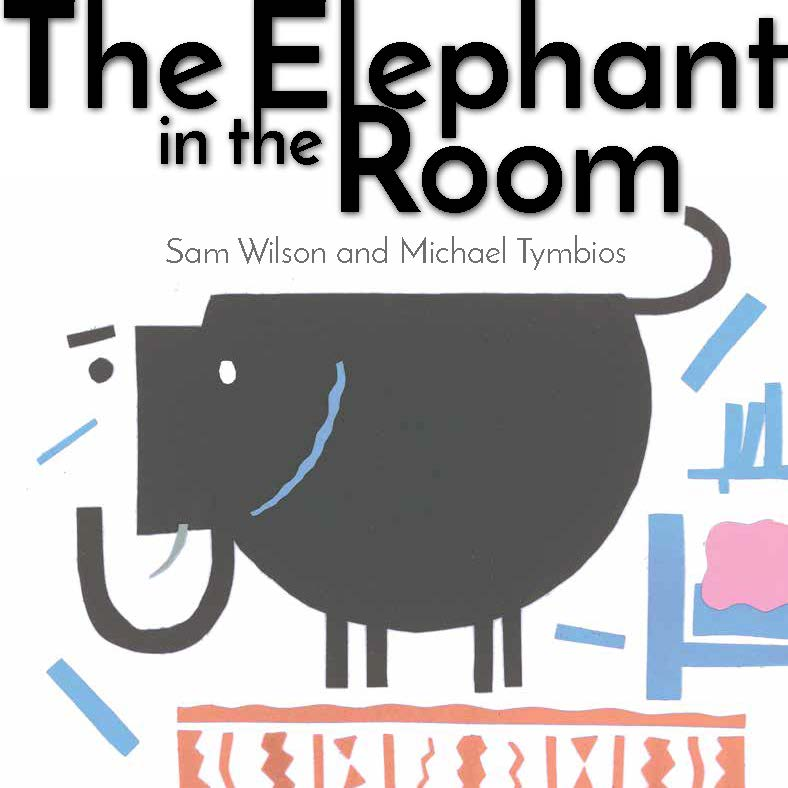 The Elephant
in the Room
Sam Wilson and Michael Tymbios